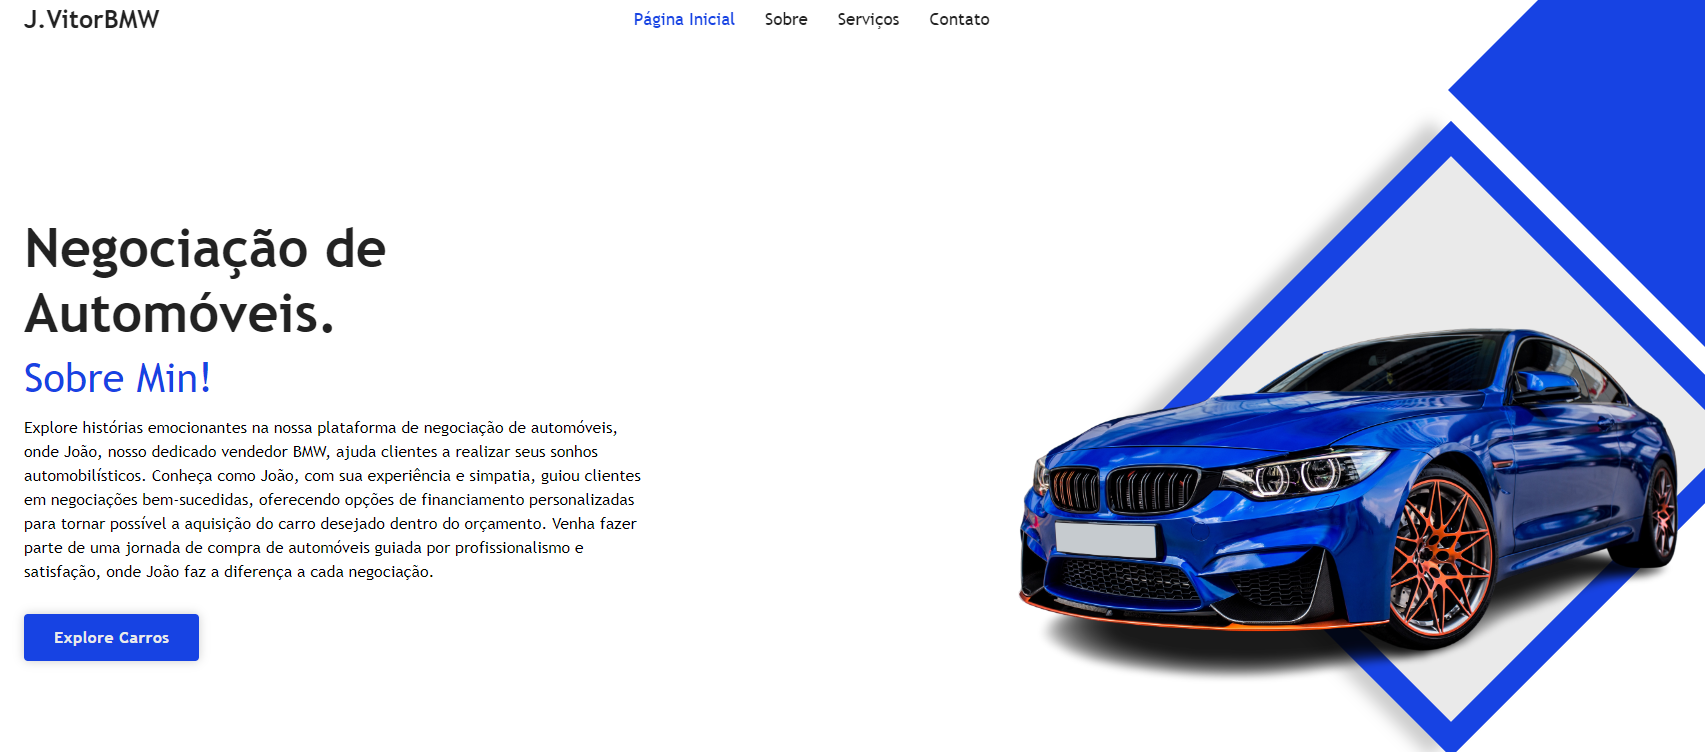 J.VitorBMW
Página Inicial Sobre Serviços Contato
Negociação de
Automóveis.
Sobre Min!
Explore histórias emocionantes na nossa plataforma de negociação de automóveis,
onde João, nosso dedicado vendedor BMW, ajuda clientes a realizar seus sonhos
automobilísticos. Conheça como João, com sua experiência e simpatia, guiou clientes
em negociações bem-sucedidas, oferecendo opções de financiamento personalizadas
para tornar possível a aquisição do carro desejado dentro do orçamento. Venha fazer
parte de uma jornada de compra de automóveis guiada por profissionalismo e
satisfação, onde João faz a diferença a cada negociação.
Explore Carros